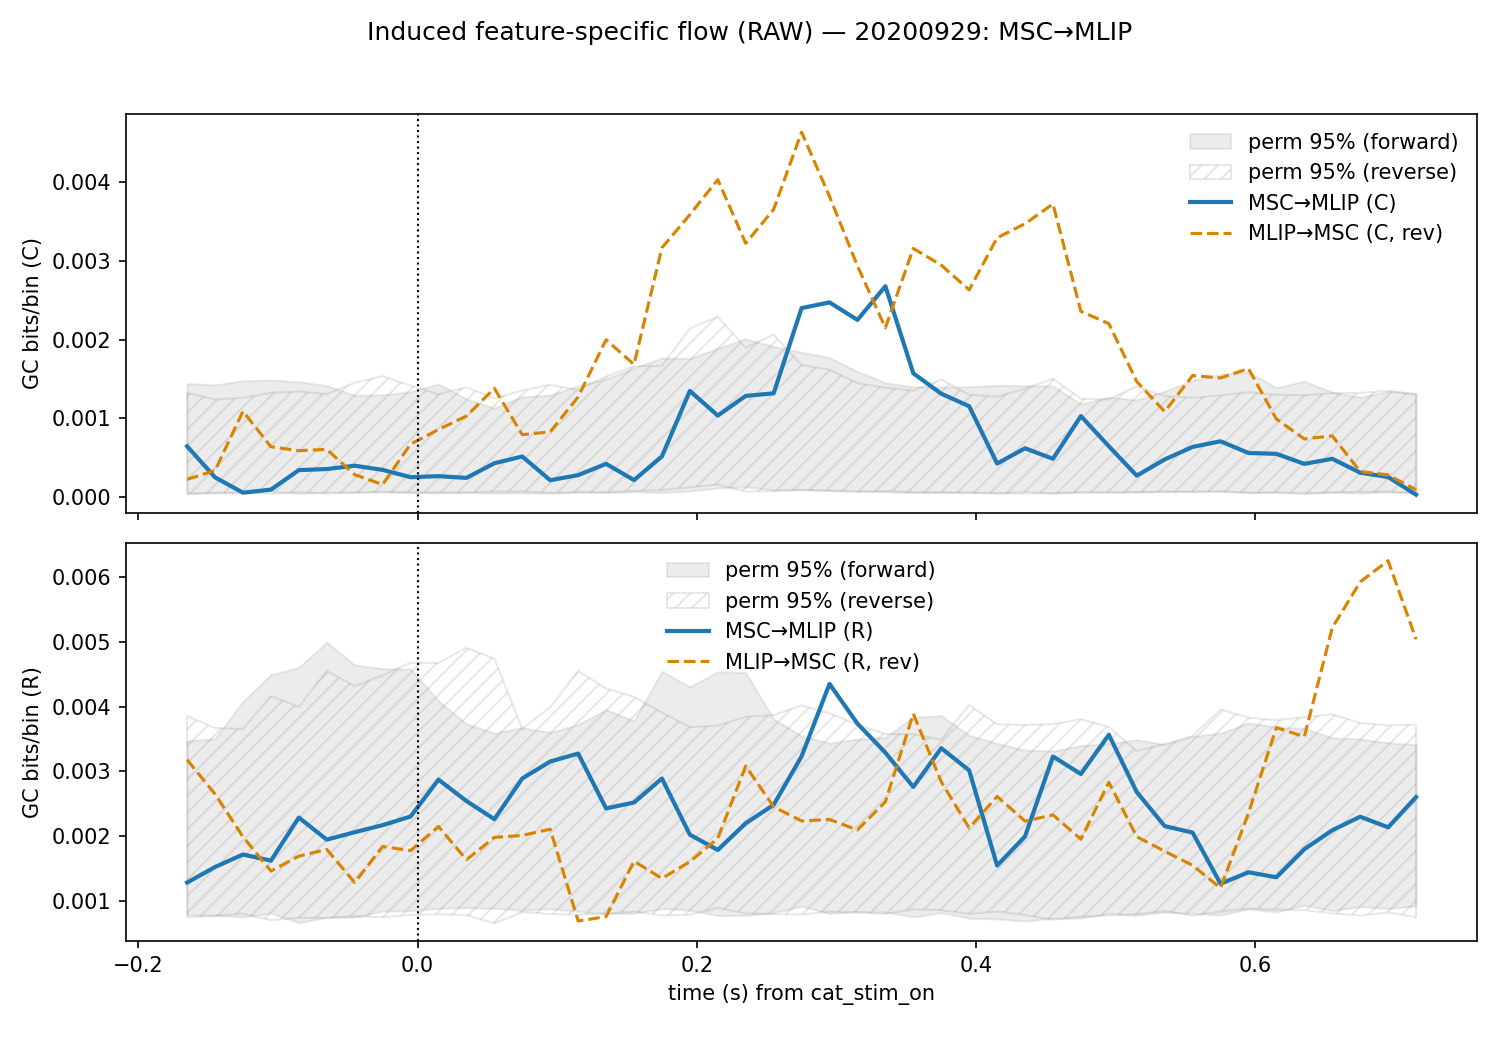 Induced feature-specific flow (RAW) — 20200929: MSC→MLIP
GC bits/bin (C)
0.004
0.003
0.002
0.001
0.000
perm 95% (forward)
perm 95% (reverse)
MSC→MLIP (C)
MLIP→MSC (C, rev)
GC bits/bin (R)
0.006
0.005
0.004
0.003
0.002
0.001
perm 95% (forward)
perm 95% (reverse)
MSC→MLIP (R)
MLIP→MSC (R, rev)
−0.2 0.0 0.2 0.4 0.6
time (s) from cat_stim_on